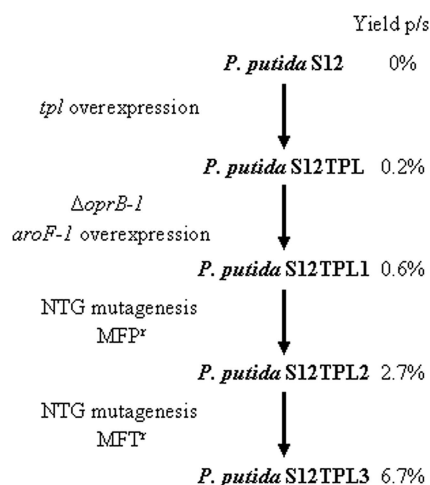 Yield p/s
P. putida S12 0%
tpl overexpression
P. putida S12TPL 0.2%
ΔoprB-1
aroF-1 overexpression
P. putida S12TPL1 0.6%
NTG mutagenesis
MFPʳ
P. putida S12TPL2 2.7%
NTG mutagenesis
MFTʳ
P. putida S12TPL3 6.7%